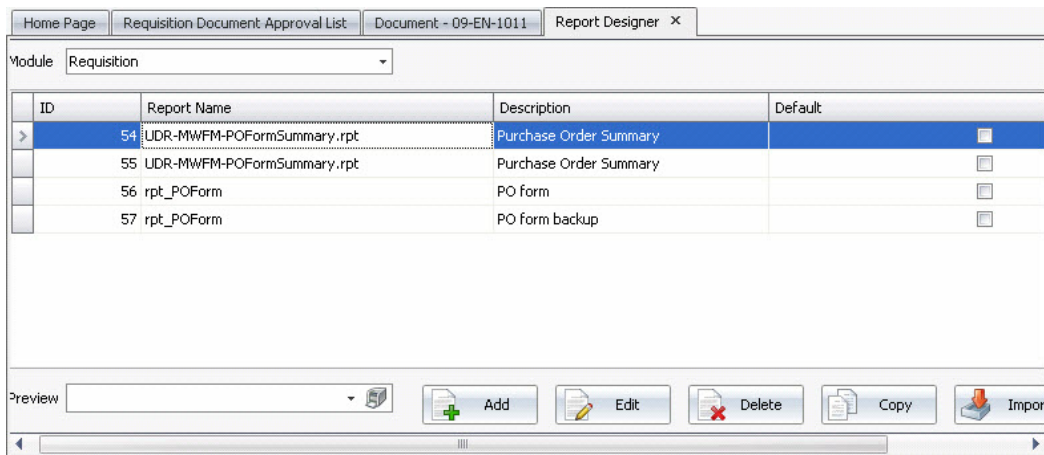 Home Page Requisition Document Approval List Document - 09-EN-1011 Report Designer X
Module Requisition
ID Report Name Description Default
54 UDR-MWFM-POFormSummary.rpt Purchase Order Summary
55 UDR-MWFM-POFormSummary.rpt Purchase Order Summary
56 rpt_POForm PO form
57 rpt_POForm PO form backup
Preview Add Edit Delete Copy Impor